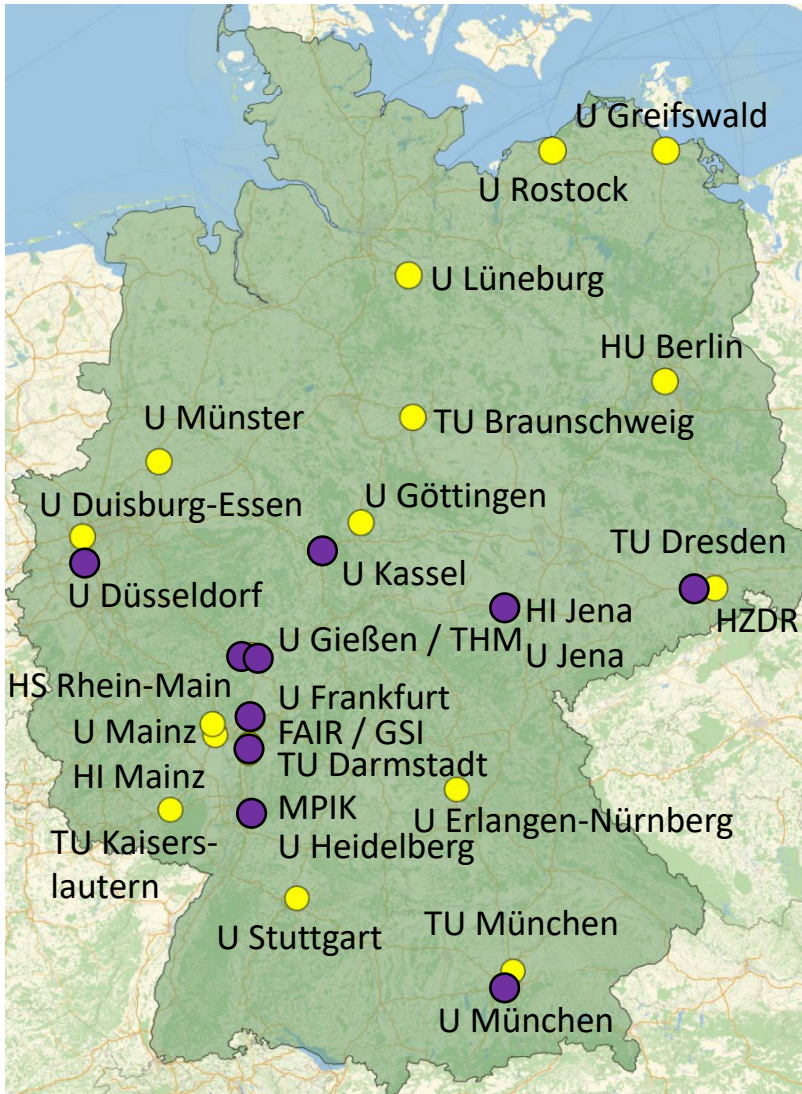 U Greifswald
U Rostock
U Lüneburg
HU Berlin
U Münster
TU Braunschweig
U Duisburg-Essen
U Göttingen
TU Dresden
U Kassel
U Düsseldorf
HI Jena
HZDR
U Gießen / THM
U Jena
HS Rhein-Main
U Frankfurt
U Mainz
FAIR / GSI
HI Mainz
TU Darmstadt
MPIK
U Erlangen-Nürnberg
TU Kaisers-
lautern
U Heidelberg
TU München
U Stuttgart
U München